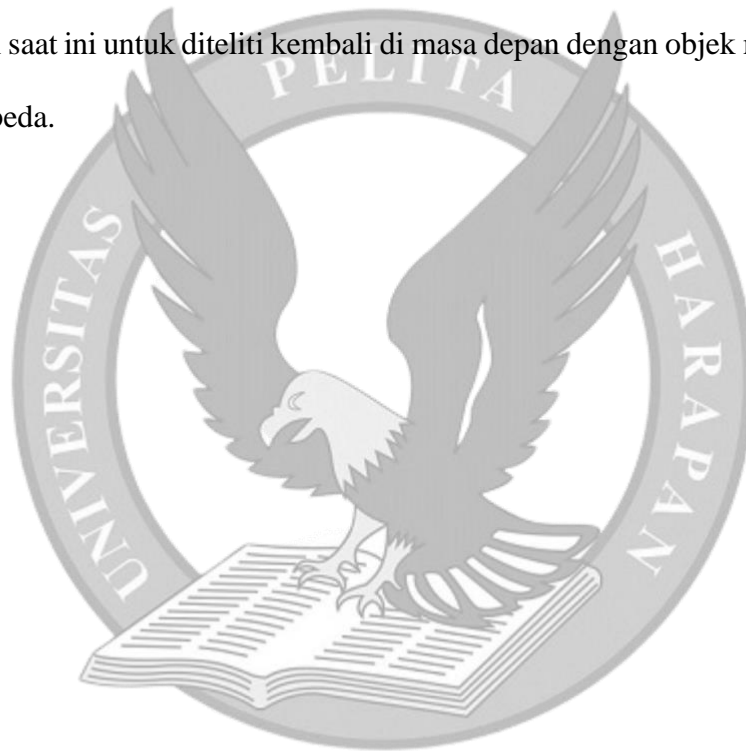 saat ini untuk diteliti kembali di masa depan dengan objek
beda.
UNIVERSITAS PELITA HARAPAN